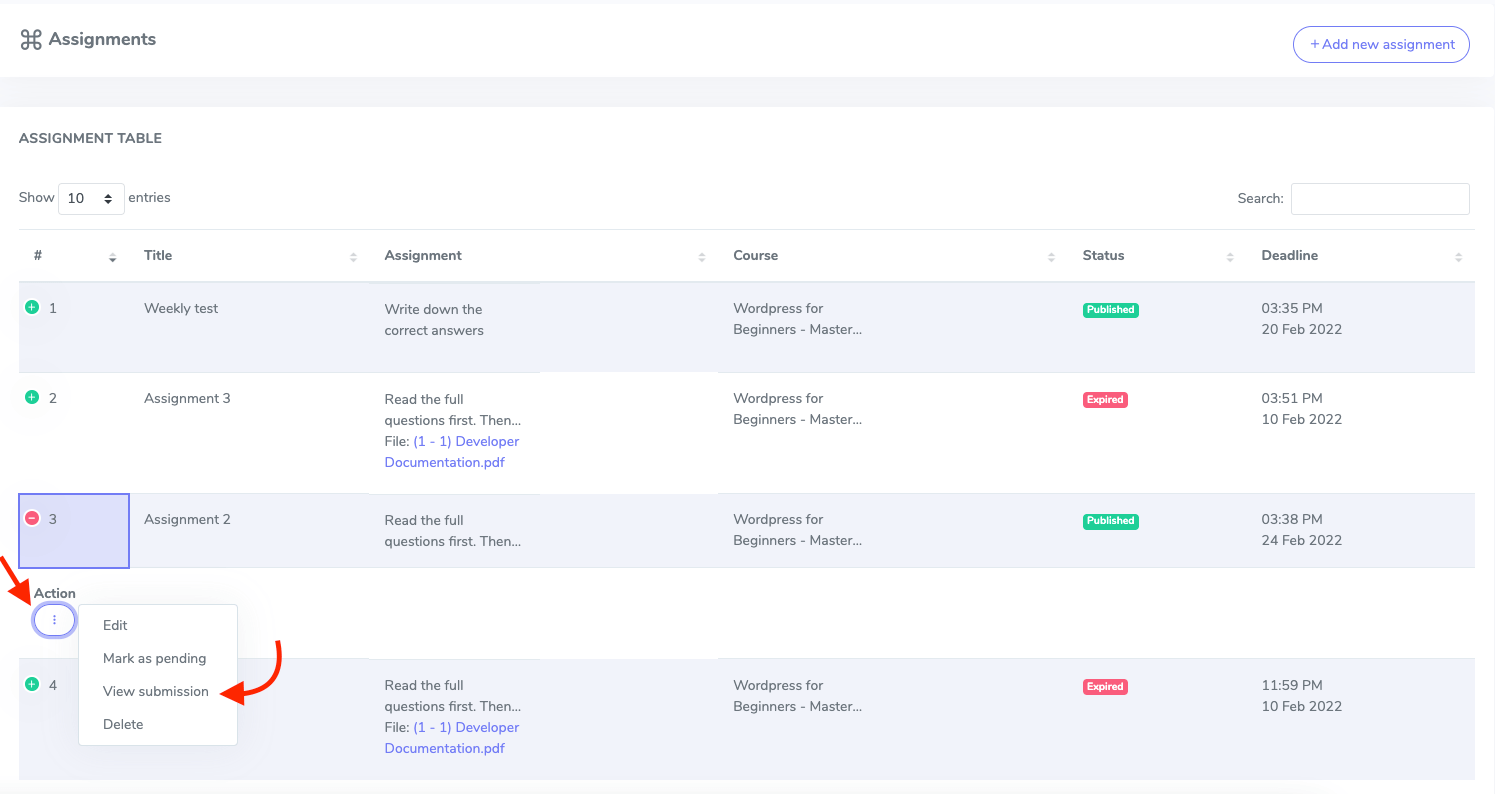 ⌘ Assignments
+ Add new assignment
ASSIGNMENT TABLE
Show 10 entries
Search:
# Title Assignment Course Status Deadline
1 Weekly test Write down the Wordpress for Published 03:35 PM
correct answers Beginners - Master... 20 Feb 2022
2 Assignment 3 Read the full Wordpress for Expired 03:51 PM
questions first. Then... Beginners - Master... 10 Feb 2022
File: (1 - 1) Developer
Documentation.pdf
3 Assignment 2 Read the full Wordpress for Published 03:38 PM
questions first. Then... Beginners - Master... 24 Feb 2022
Action
Edit
Mark as pending
View submission
Delete
4 Read the full Wordpress for Expired 11:59 PM
questions first. Then... Beginners - Master... 10 Feb 2022
File: (1 - 1) Developer
Documentation.pdf